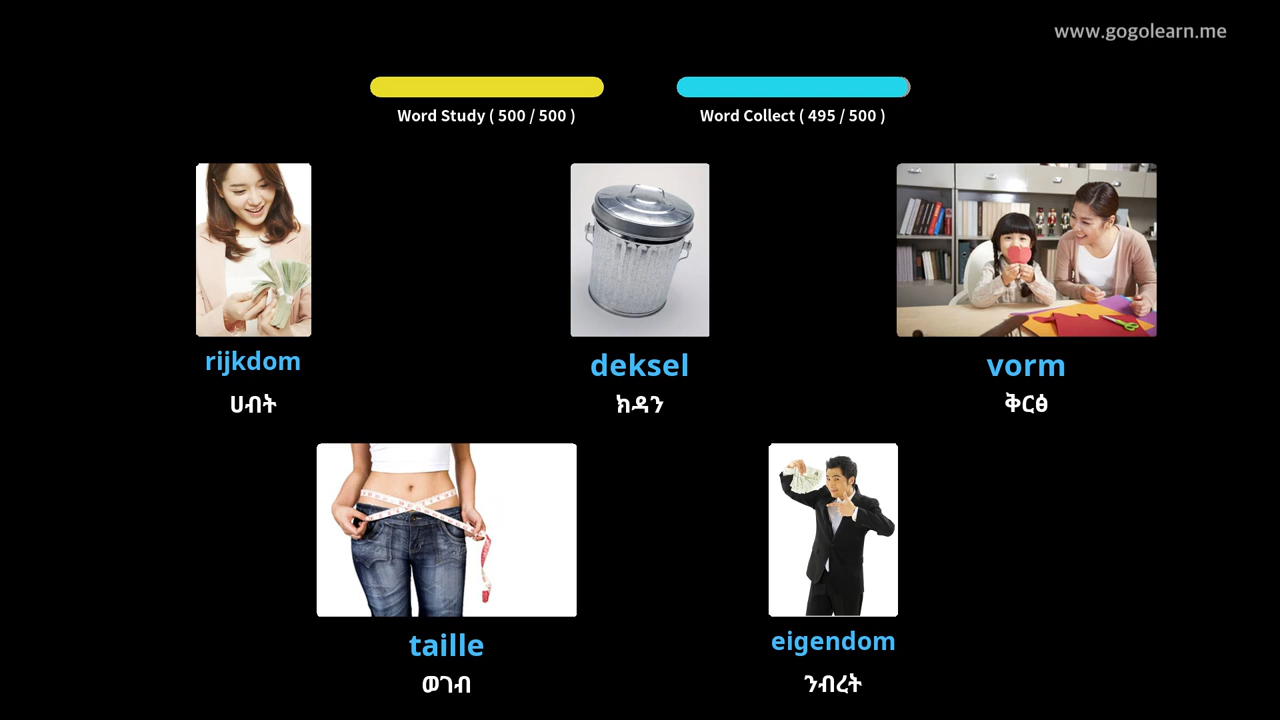 www.gogolearn.me
Word Study ( 500 / 500 )
Word Collect ( 495 / 500 )
rijkdom
ሀብት
deksel
ክዳን
vorm
ቅርፅ
taille
ወገብ
eigendom
ንብረት